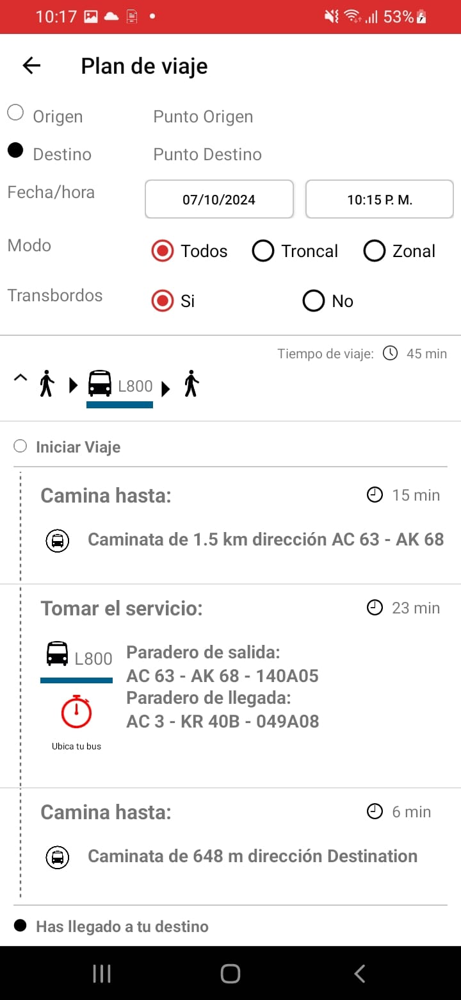 10:17 53%
Plan de viaje
Origen Punto Origen
Destino Punto Destino
Fecha/hora 07/10/2024 10:15 P. M.
Modo Todos Troncal Zonal
Transbordos Si No
Tiempo de viaje: 45 min
L800
Iniciar Viaje
Camina hasta: 15 min
Caminata de 1.5 km dirección AC 63 - AK 68
Tomar el servicio: 23 min
L800 Paradero de salida:
AC 63 - AK 68 - 140A05
Paradero de llegada:
AC 3 - KR 40B - 049A08
Ubica tu bus
Camina hasta: 6 min
Caminata de 648 m dirección Destination
Has llegado a tu destino